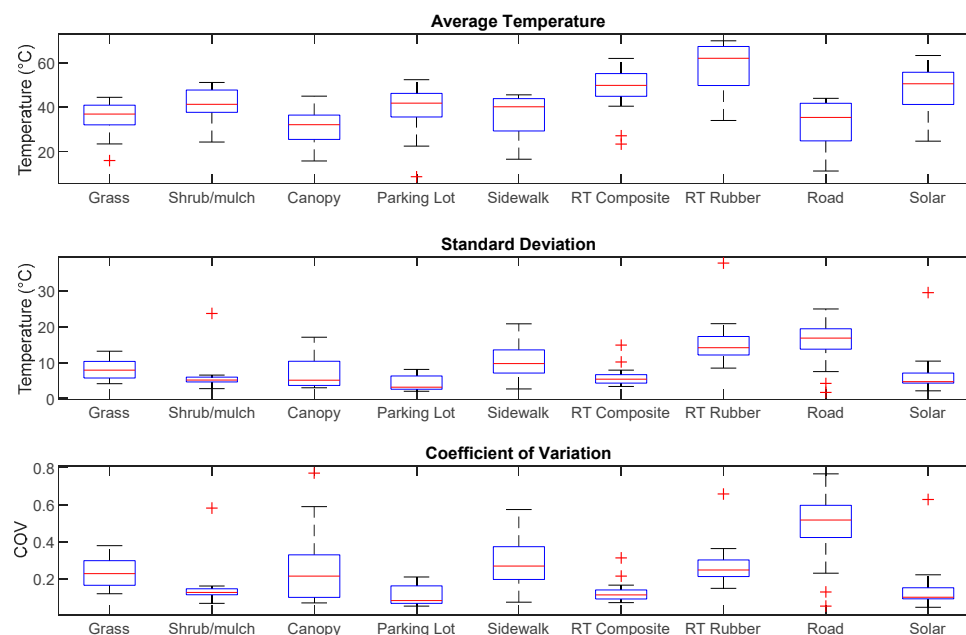 Average Temperature
Temperature (°C)
60
40
20
Grass Shrub/mulch Canopy Parking Lot Sidewalk RT Composite RT Rubber Road Solar
Standard Deviation
Temperature (°C)
30
20
10
0
Grass Shrub/mulch Canopy Parking Lot Sidewalk RT Composite RT Rubber Road Solar
Coefficient of Variation
COV
0.8
0.6
0.4
0.2
Grass Shrub/mulch Canopy Parking Lot Sidewalk RT Composite RT Rubber Road Solar